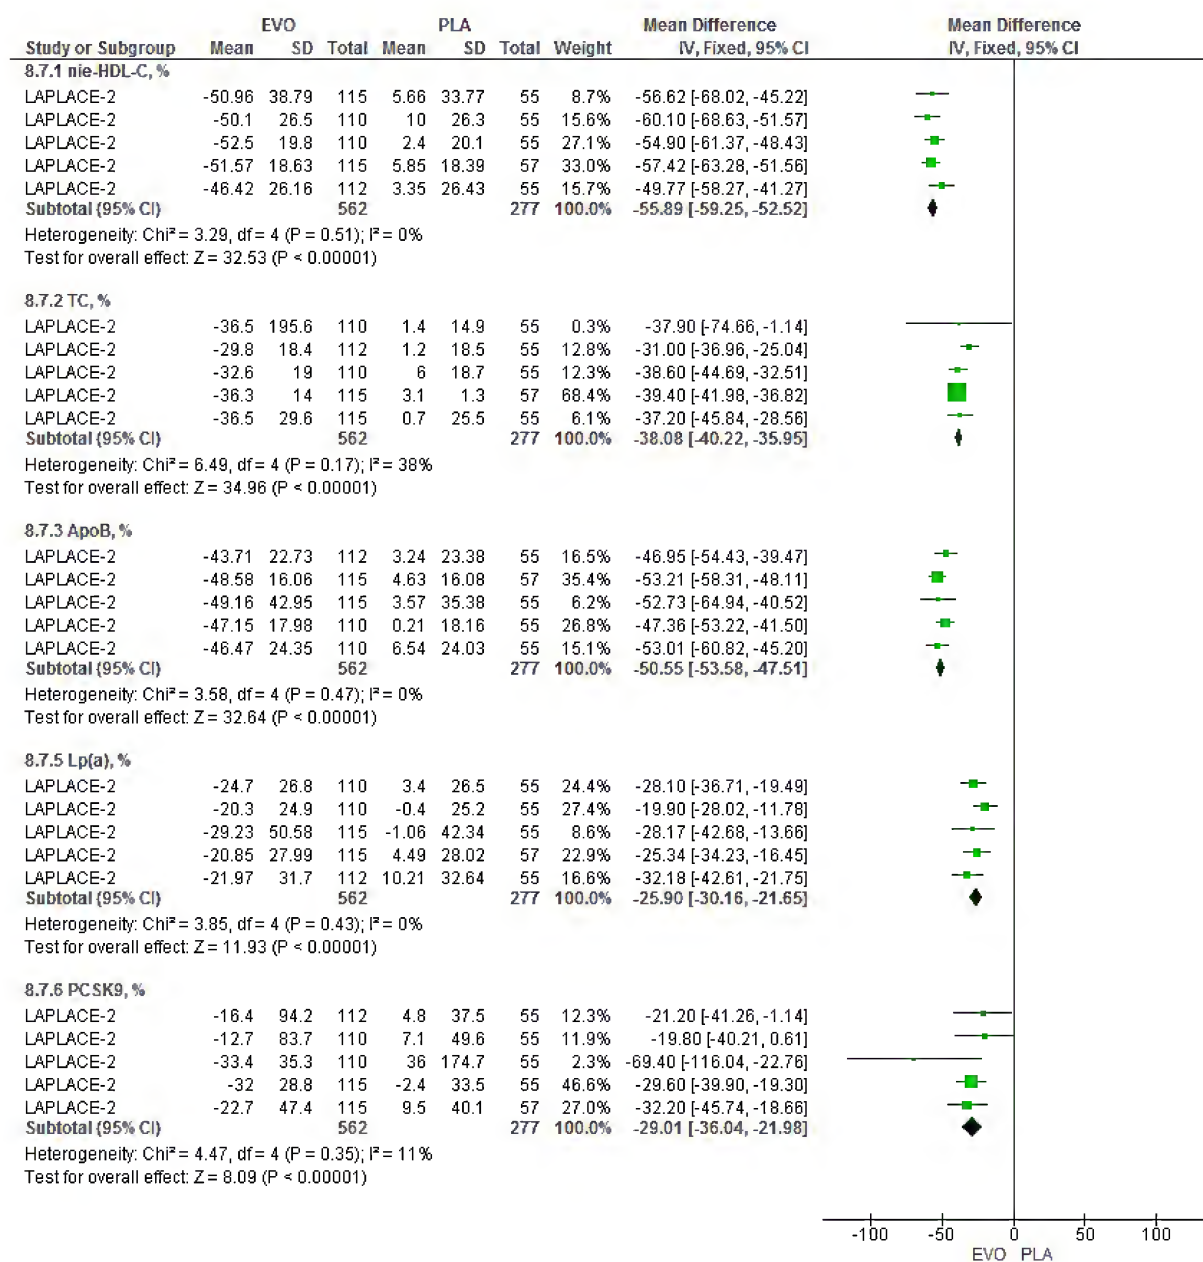 EVO PLA Mean Difference Mean Difference
Study or Subgroup Mean SD Total Mean SD Total Weight IV, Fixed, 95% CI IV, Fixed, 95% CI
8.7.1 nie-HDL-C, %
LAPLACE-2 -50.96 38.79 115 5.66 33.77 55 8.7% -56.62 [-68.02, -45.22]
LAPLACE-2 -50.1 26.5 110 10 26.3 55 15.6% -60.10 [-68.63, -51.57]
LAPLACE-2 -52.5 19.8 110 2.4 20.1 55 27.1% -54.90 [-61.37, -48.43]
LAPLACE-2 -51.57 18.63 115 5.85 18.39 57 33.0% -57.42 [-63.28, -51.56]
LAPLACE-2 -46.42 26.16 112 3.35 26.43 55 15.7% -49.77 [-58.27, -41.27]
Subtotal (95% CI) 562 277 100.0% -55.89 [-59.25, -52.52]
Heterogeneity: Chi² = 3.29, df = 4 (P = 0.51); I² = 0%
Test for overall effect: Z = 32.53 (P < 0.00001)
8.7.2 TC, %
LAPLACE-2 -36.5 195.6 110 1.4 14.9 55 0.3% -37.90 [-74.66, -1.14]
LAPLACE-2 -29.8 18.4 112 1.2 18.5 55 12.8% -31.00 [-36.96, -25.04]
LAPLACE-2 -32.6 19 110 6 18.7 55 12.3% -38.60 [-44.69, -32.51]
LAPLACE-2 -36.3 14 115 3.1 1.3 57 68.4% -39.40 [-41.98, -36.82]
LAPLACE-2 -36.5 29.6 115 0.7 25.5 55 6.1% -37.20 [-45.84, -28.56]
Subtotal (95% CI) 562 277 100.0% -38.08 [-40.22, -35.95]
Heterogeneity: Chi² = 6.49, df = 4 (P = 0.17); I² = 38%
Test for overall effect: Z = 34.96 (P < 0.00001)
8.7.3 ApoB, %
LAPLACE-2 -43.71 22.73 112 3.24 23.38 55 16.5% -46.95 [-54.43, -39.47]
LAPLACE-2 -48.58 16.06 115 4.63 16.08 57 35.4% -53.21 [-58.31, -48.11]
LAPLACE-2 -49.16 42.95 115 3.57 35.38 55 6.2% -52.73 [-64.94, -40.52]
LAPLACE-2 -47.15 17.98 110 0.21 18.16 55 26.8% -47.36 [-53.22, -41.50]
LAPLACE-2 -46.47 24.35 110 6.54 24.03 55 15.1% -53.01 [-60.82, -45.20]
Subtotal (95% CI) 562 277 100.0% -50.55 [-53.58, -47.51]
Heterogeneity: Chi² = 3.58, df = 4 (P = 0.47); I² = 0%
Test for overall effect: Z = 32.64 (P < 0.00001)
8.7.5 Lp(a), %
LAPLACE-2 -24.7 26.8 110 3.4 26.5 55 24.4% -28.10 [-36.71, -19.49]
LAPLACE-2 -20.3 24.9 110 -0.4 25.2 55 27.4% -19.90 [-28.02, -11.78]
LAPLACE-2 -29.23 50.58 115 -1.06 42.34 55 8.6% -28.17 [-42.68, -13.66]
LAPLACE-2 -20.85 27.99 115 4.49 28.02 57 22.9% -25.34 [-34.23, -16.45]
LAPLACE-2 -21.97 31.7 112 10.21 32.64 55 16.6% -32.18 [-42.61, -21.75]
Subtotal (95% CI) 562 277 100.0% -25.90 [-30.16, -21.65]
Heterogeneity: Chi² = 3.85, df = 4 (P = 0.43); I² = 0%
Test for overall effect: Z = 11.93 (P < 0.00001)
8.7.6 PCSK9, %
LAPLACE-2 -16.4 94.2 112 4.8 37.5 55 12.3% -21.20 [-41.26, -1.14]
LAPLACE-2 -12.7 83.7 110 7.1 49.6 55 11.9% -19.80 [-40.21, 0.61]
LAPLACE-2 -33.4 35.3 110 36 174.7 55 2.3% -69.40 [-116.04, -22.76]
LAPLACE-2 -32 28.8 115 -2.4 33.5 55 46.6% -29.60 [-39.90, -19.30]
LAPLACE-2 -22.7 47.4 115 9.5 40.1 57 27.0% -32.20 [-45.74, -18.66]
Subtotal (95% CI) 562 277 100.0% -29.01 [-36.04, -21.98]
Heterogeneity: Chi² = 4.47, df = 4 (P = 0.35); I² = 11%
Test for overall effect: Z = 8.09 (P < 0.00001)
-100 -50 0 50 100
EVO PLA